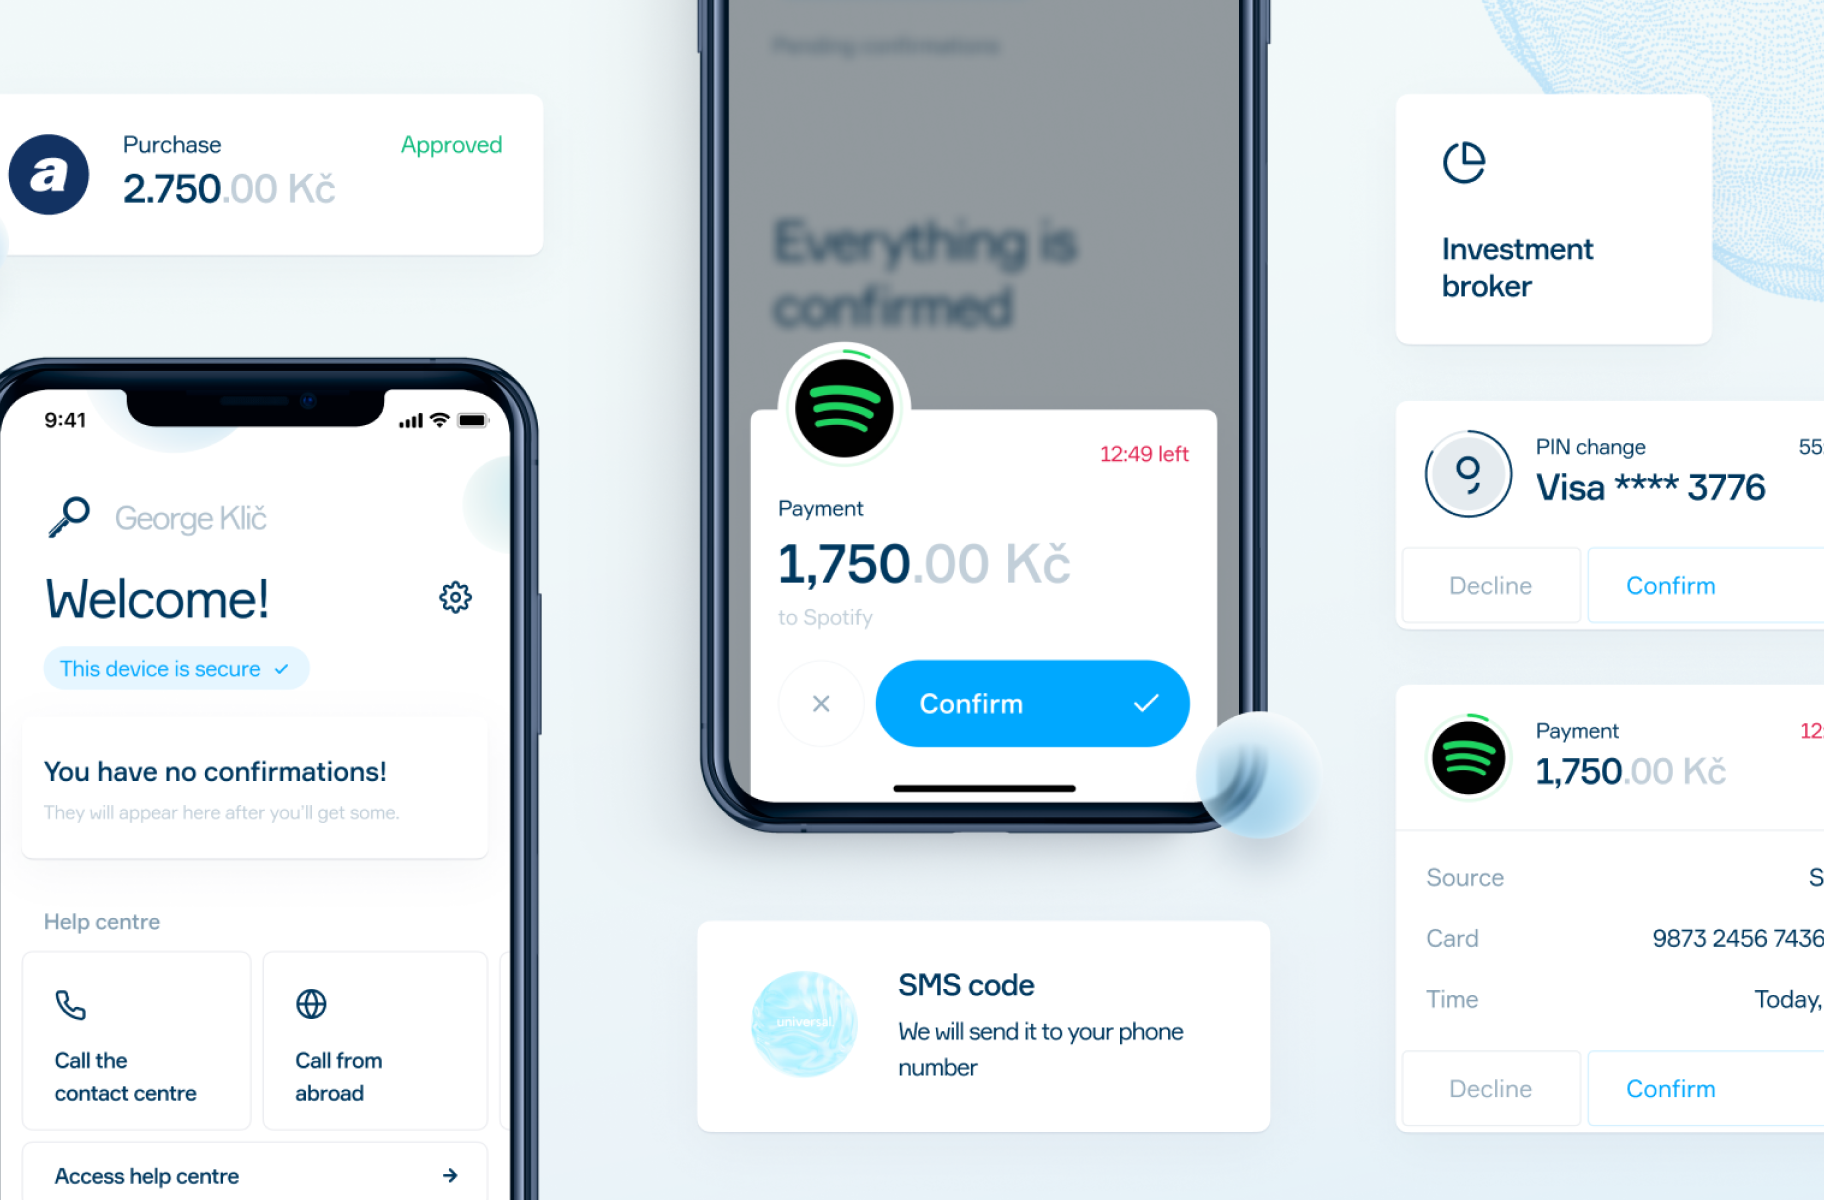 a
Purchase
Approved
2.750.00 Kč
9:41
George Klič
Welcome!
This device is secure
You have no confirmations!
They will appear here after you'll get some.
Help centre
Call the
contact centre
Call from
abroad
Access help centre
Pending confirmations
Everything is
confirmed
12:49 left
Payment
1,750.00 Kč
to Spotify
Confirm
universal
SMS code
We will send it to your phone
number
Investment
broker
PIN change
55
Visa **** 3776
Decline
Confirm
Payment
12:
1,750.00 Kč
Source
S
Card
9873 2456 7436
Time
Today,
Decline
Confirm